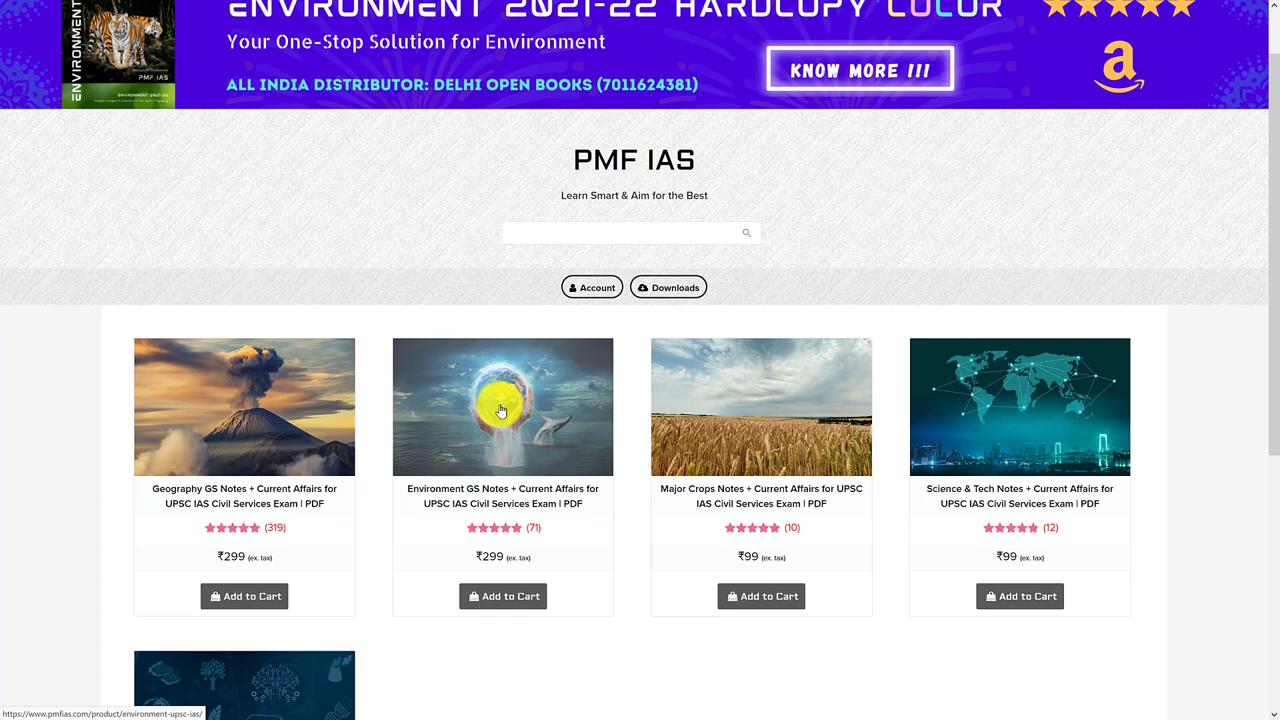 ENVIRONMENT 2021-22 HARDCOPY COLOR
Your One-Stop Solution for Environment
ALL INDIA DISTRIBUTOR: DELHI OPEN BOOKS (7011624381)
KNOW MORE !!!
a
ENVIRONMENT
PMF IAS
ENVIRONMENT 2021-22
PMF IAS
Learn Smart & Aim for the Best
Account
Downloads
Geography GS Notes + Current Affairs for
UPSC IAS Civil Services Exam | PDF
(319)
₹299 (ex. tax)
Add to Cart
Environment GS Notes + Current Affairs for
UPSC IAS Civil Services Exam | PDF
(71)
₹299 (ex. tax)
Add to Cart
Major Crops Notes + Current Affairs for UPSC
IAS Civil Services Exam | PDF
(10)
₹99 (ex. tax)
Add to Cart
Science & Tech Notes + Current Affairs for
UPSC IAS Civil Services Exam | PDF
(12)
₹99 (ex. tax)
Add to Cart
https://www.pmfias.com/product/environment-upsc-ias/